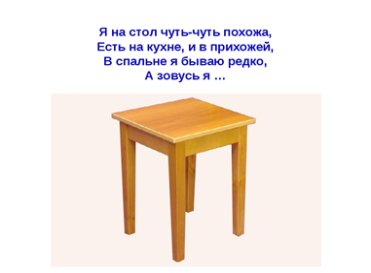 Я на стол чуть-чуть похожа,
Есть на кухне, и в прихожей,
В спальне я бываю редко,
А зовусь я ...